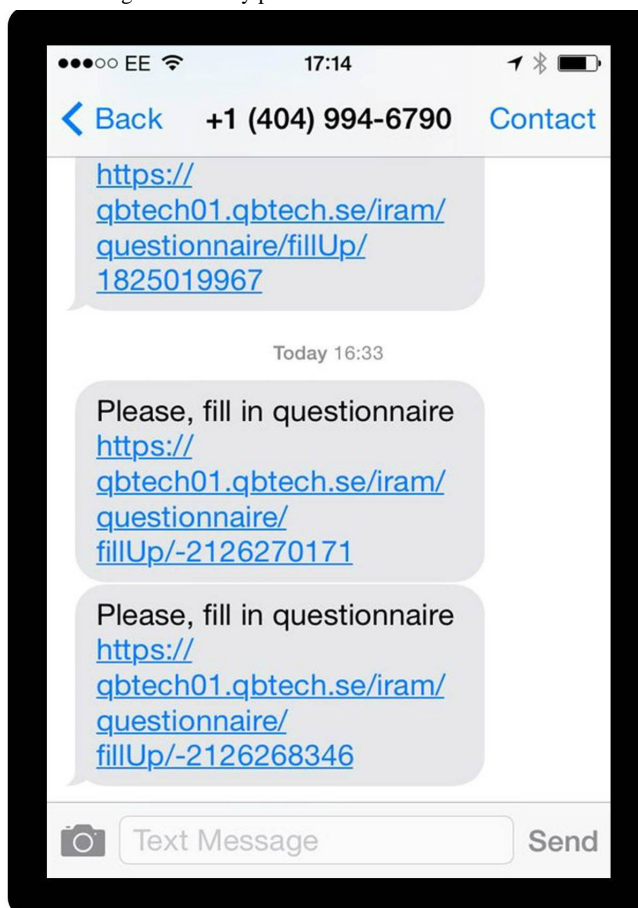 EE 17:14
Back +1 (404) 994-6790 Contact
https://
qbtech01.qbtech.se/iram/
questionnaire/fillUp/
1825019967
Today 16:33
Please, fill in questionnaire
https://
qbtech01.qbtech.se/iram/
questionnaire/
fillUp/-2126270171
Please, fill in questionnaire
https://
qbtech01.qbtech.se/iram/
questionnaire/
fillUp/-2126268346
Text Message Send